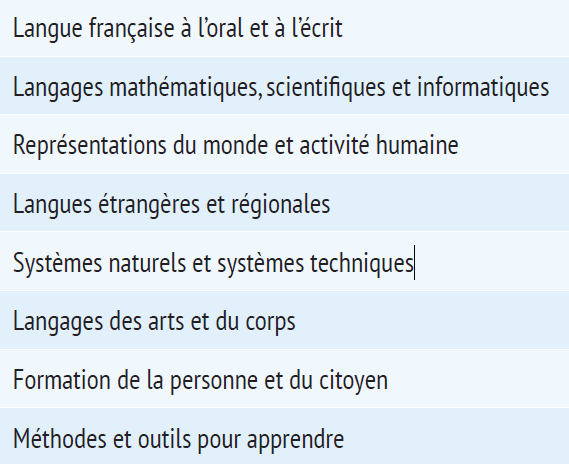 Langue française à l’oral et à l’écrit
Langages mathématiques, scientifiques et informatiques
Représentations du monde et activité humaine
Langues étrangères et régionales
Systèmes naturels et systèmes techniques
Langages des arts et du corps
Formation de la personne et du citoyen
Méthodes et outils pour apprendre